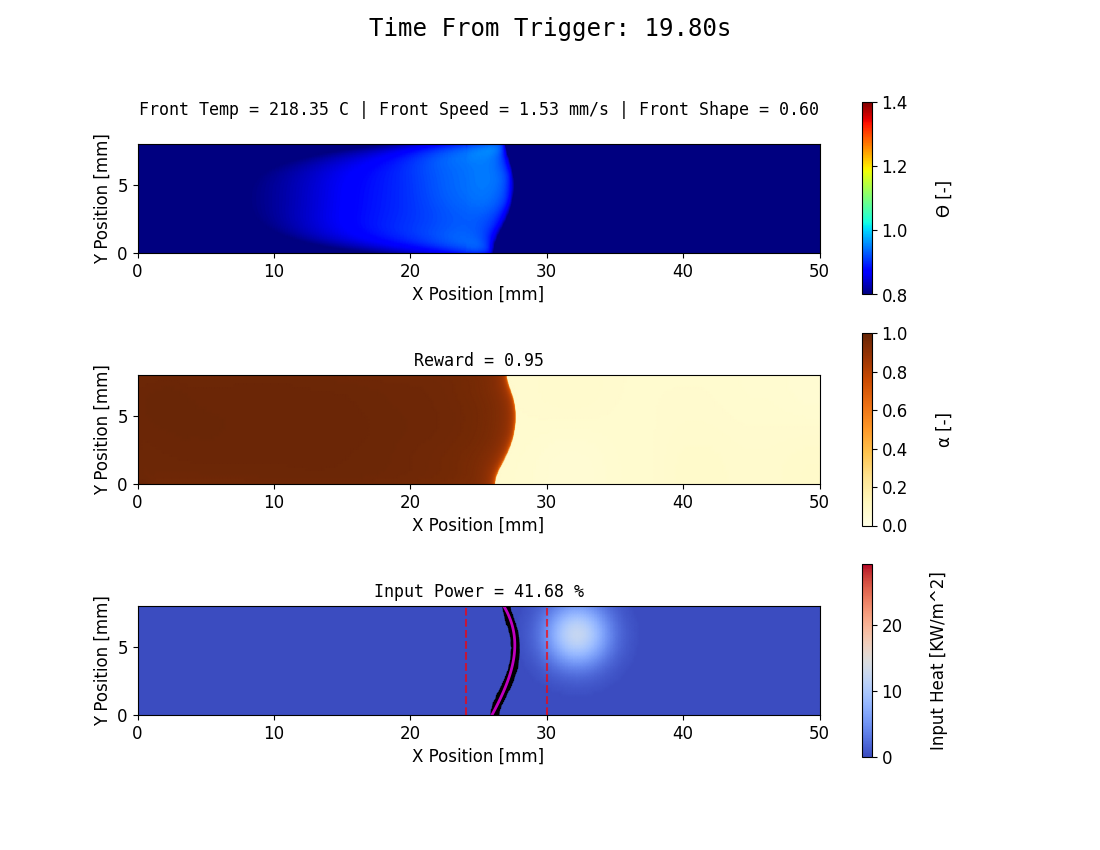 Time From Trigger: 19.80s
Front Temp = 218.35 C | Front Speed = 1.53 mm/s | Front Shape = 0.60
Y Position [mm]
5
0
0 10 20 30 40 50
X Position [mm]
1.4
1.2
1.0
0.8
Θ [-]
Reward = 0.95
Y Position [mm]
5
0
0 10 20 30 40 50
X Position [mm]
1.0
0.8
0.6
0.4
0.2
0.0
α [-]
Input Power = 41.68 %
Y Position [mm]
5
0
0 10 20 30 40 50
X Position [mm]
20
10
0
Input Heat [KW/m^2]